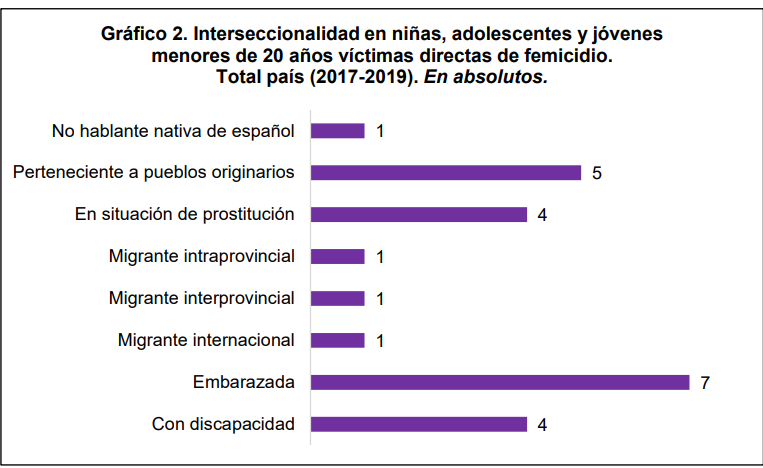 Gráfico 2. Interseccionalidad en niñas, adolescentes y jóvenes
menores de 20 años víctimas directas de femicidio.
Total país (2017-2019). En absolutos.
No hablante nativa de español 1
Perteneciente a pueblos originarios 5
En situación de prostitución 4
Migrante intraprovincial 1
Migrante interprovincial 1
Migrante internacional 1
Embarazada 7
Con discapacidad 4